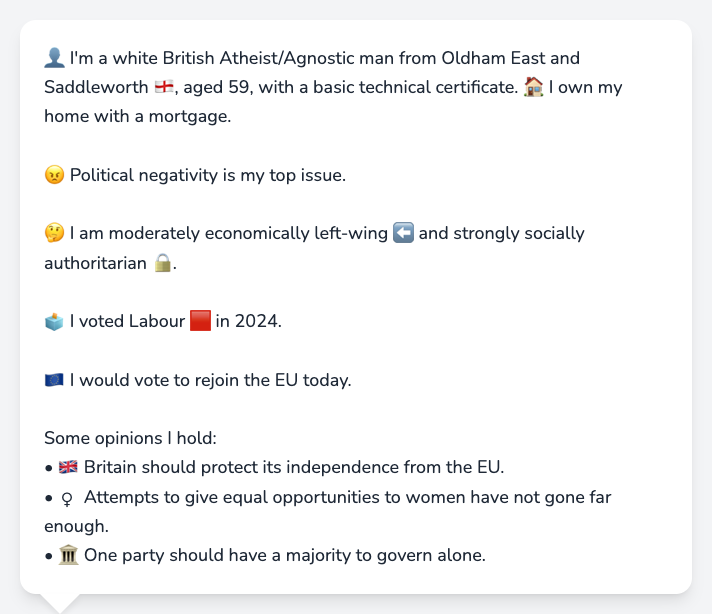 👤 I'm a white British Atheist/Agnostic man from Oldham East and
Saddleworth 🏴󠁧󠁢󠁥󠁮󠁧󠁿, aged 59, with a basic technical certificate. 🏠 I own my
home with a mortgage.
😠 Political negativity is my top issue.
🤔 I am moderately economically left-wing ⬅️ and strongly socially
authoritarian 🔒.
🗳️ I voted Labour 🟥 in 2024.
🇪🇺 I would vote to rejoin the EU today.
Some opinions I hold:
• 🇬🇧 Britain should protect its independence from the EU.
• ♀ Attempts to give equal opportunities to women have not gone far
enough.
• 🏛️ One party should have a majority to govern alone.